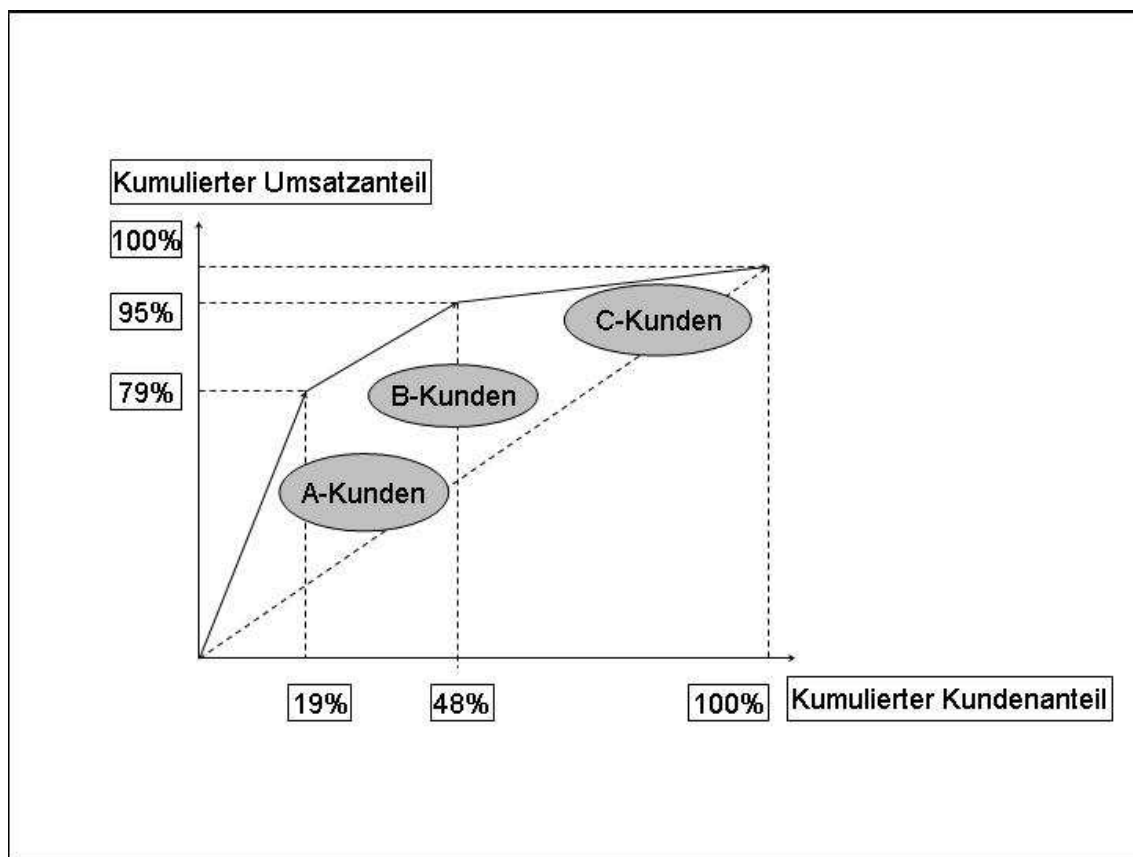 Kumulierter Umsatzanteil
100%
95%
79%
C-Kunden
B-Kunden
A-Kunden
19%
48%
100%
Kumulierter Kundenanteil